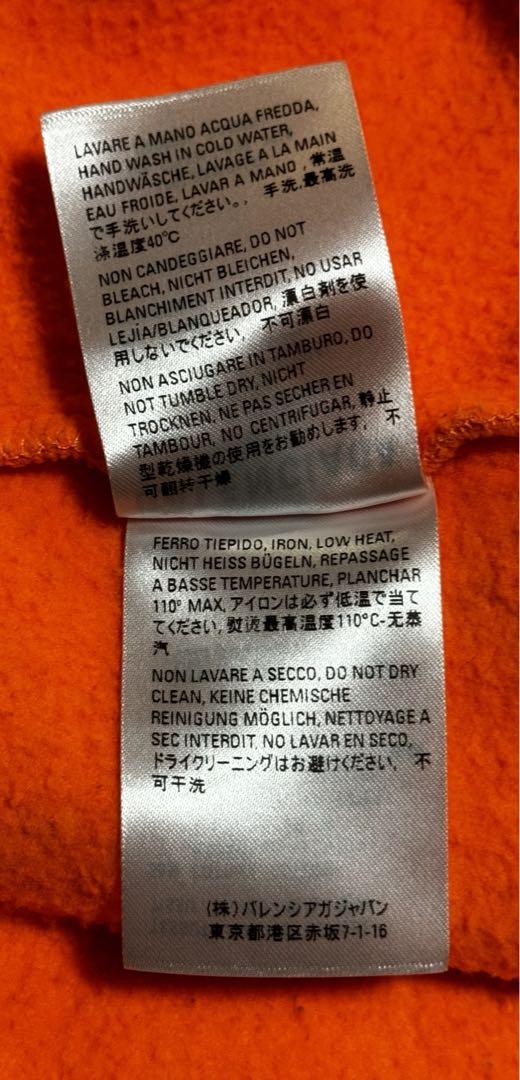 LAVARE A MANO ACQUA FREDDA,
HAND WASH IN COLD WATER,
HANDWÄSCHE, LAVAGE A LA MAIN
EAU FROIDE, LAVAR A MANO , 常温
で手洗いしてください。, 手洗,最高洗
涤温度40℃
NON CANDEGGIARE, DO NOT
BLEACH, NICHT BLEICHEN,
BLANCHIMENT INTERDIT, NO USAR
LEJÍA/BLANQUEADOR, 漂白剤を使
用しないでください, 不可漂白
NON ASCIUGARE IN TAMBURO, DO
NOT TUMBLE DRY, NICHT
TROCKNEN, NE PAS SECHER EN
TAMBOUR, NO CENTRIFUGAR, 静止
型乾燥機の使用をお勧めします, 不
可翻转干燥
FERRO TIEPIDO, IRON, LOW HEAT,
NICHT HEISS BÜGELN, REPASSAGE
A BASSE TEMPERATURE, PLANCHAR
110° MAX, アイロンは必ず低温で当て
てください, 熨烫最高温度110°C-无蒸
汽
NON LAVARE A SECCO, DO NOT DRY
CLEAN, KEINE CHEMISCHE
REINIGUNG MÖGLICH, NETTOYAGE A
SEC INTERDIT, NO LAVAR EN SECO,
ドライクリーニングはお避けください, 不
可干洗
(株)バレンシアガジャパン
東京都港区赤坂7-1-16